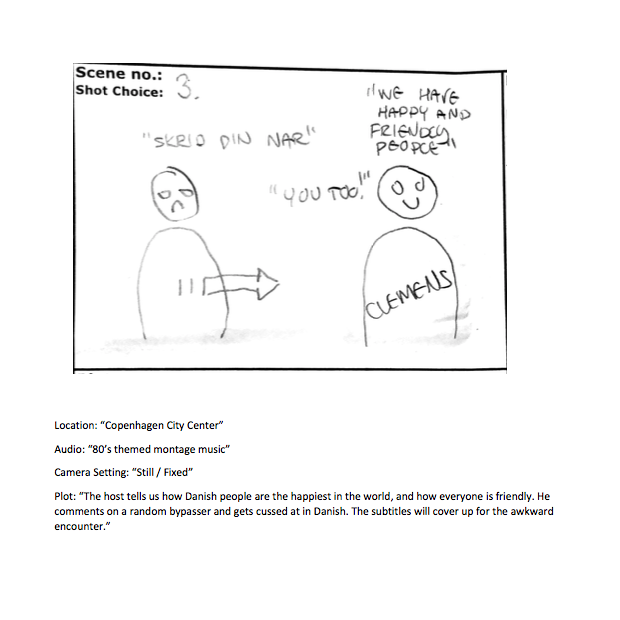 Scene no.: 3.
Shot Choice:
"WE HAVE
HAPPY AND
FRIENDLY
PEOPLE"
"SKRID DIN NAR"
"YOU TOO!"
CLEMENS
Location: “Copenhagen City Center”
Audio: “80’s themed montage music”
Camera Setting: “Still / Fixed”
Plot: “The host tells us how Danish people are the happiest in the world, and how everyone is friendly. He
comments on a random bypasser and gets cussed at in Danish. The subtitles will cover up for the awkward
encounter.”